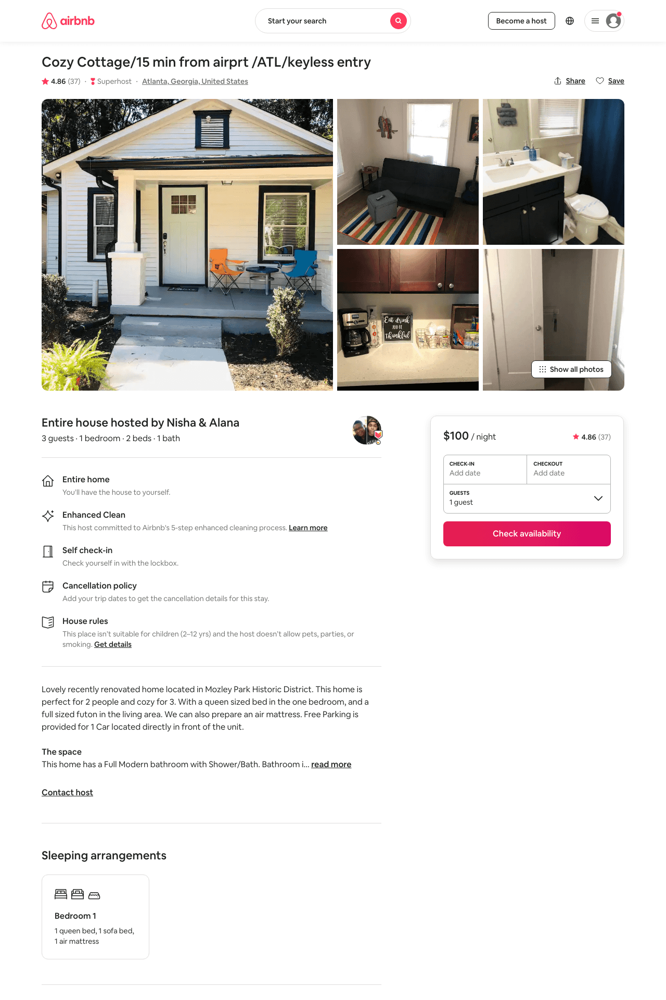 airbnb
Start your search
Become a host
Cozy Cottage/15 min from airprt /ATL/keyless entry
4.86 (37) · Superhost · Atlanta, Georgia, United States
Share
Save
Eat drink
AND BE
Thankful
Show all photos
Entire house hosted by Nisha & Alana
3 guests · 1 bedroom · 2 beds · 1 bath
Entire home
You’ll have the house to yourself.
Enhanced Clean
This host committed to Airbnb's 5-step enhanced cleaning process. Learn more
Self check-in
Check yourself in with the lockbox.
Cancellation policy
Add your trip dates to get the cancellation details for this stay.
House rules
This place isn’t suitable for children (2–12 yrs) and the host doesn’t allow pets, parties, or
smoking. Get details
$100 / night
4.86 (37)
CHECK-IN
Add date
CHECKOUT
Add date
GUESTS
1 guest
Check availability
Lovely recently renovated home located in Mozley Park Historic District. This home is
perfect for 2 people and cozy for 3. With a queen sized bed in the one bedroom, and a
full sized futon in the living area. We can also prepare an air mattress. Free Parking is
provided for 1 Car located directly in front of the unit.
The space
This home has a Full Modern bathroom with Shower/Bath. Bathroom i... read more
Contact host
Sleeping arrangements
Bedroom 1
1 queen bed, 1 sofa bed,
1 air mattress